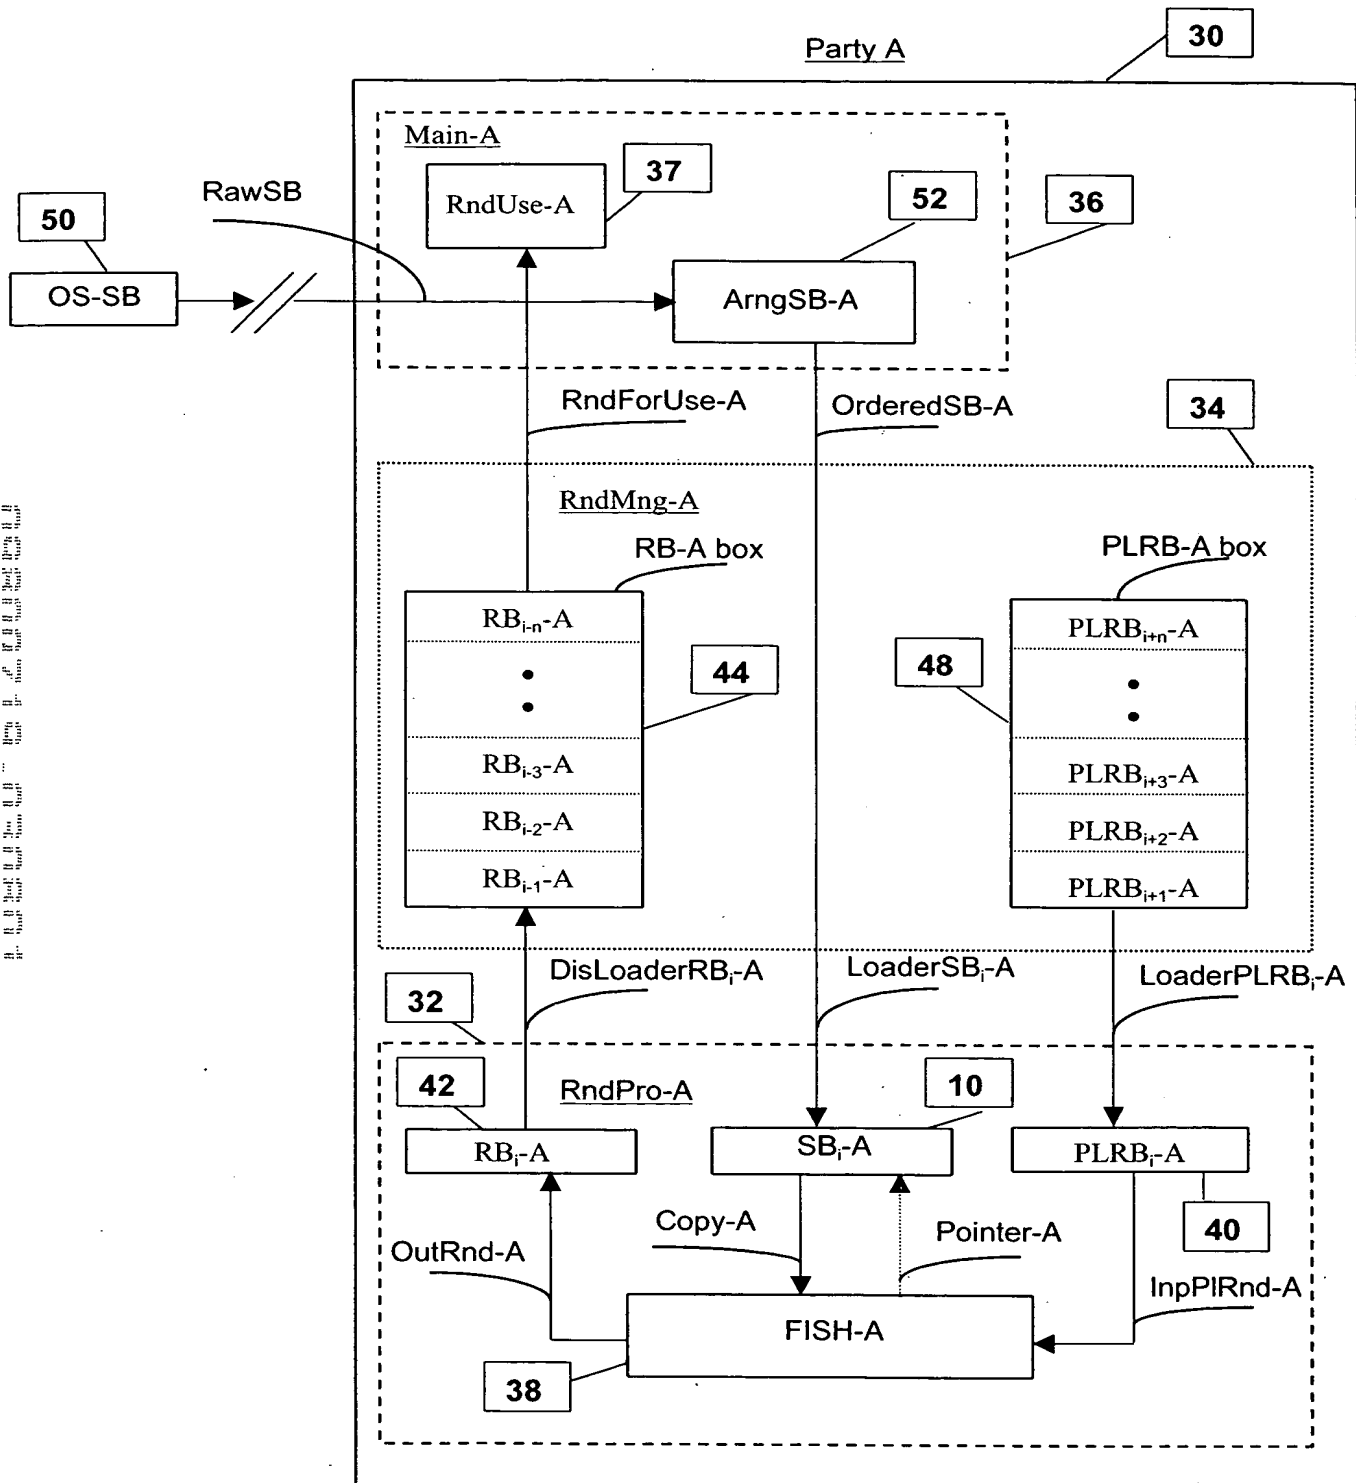 30
Party A
Main-A
37
RawSB
RndUse-A
52
36
50
OS-SB
ArngSB-A
RndForUse-A
OrderedSB-A
34
RndMng-A
RB-A box
PLRB-A box
RBi-n-A
PLRBi+n-A
44
48
RBi-3-A
PLRBi+3-A
RBi-2-A
PLRBi+2-A
RBi-1-A
PLRBi+1-A
DisLoaderRBi-A
LoaderSBi-A
LoaderPLRBi-A
32
42
RndPro-A
10
RBi-A
SBi-A
PLRBi-A
Copy-A
Pointer-A
40
OutRnd-A
InpPlRnd-A
FISH-A
38